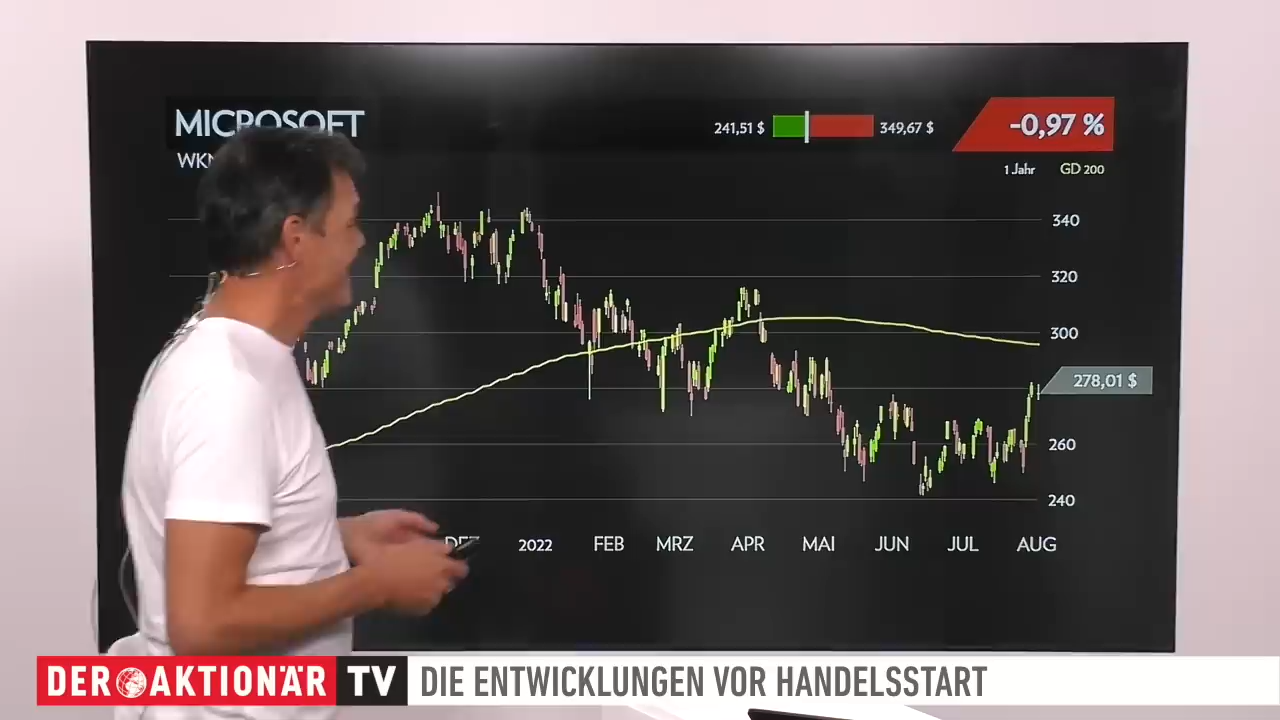 MICROSOFT
241,51 $
349,67 $
-0,97 %
1 Jahr
GD 200
340
320
300
278,01 $
260
240
2022 FEB MRZ APR MAI JUN JUL AUG
DER AKTIONÄR TV
DIE ENTWICKLUNGEN VOR HANDELSSTART